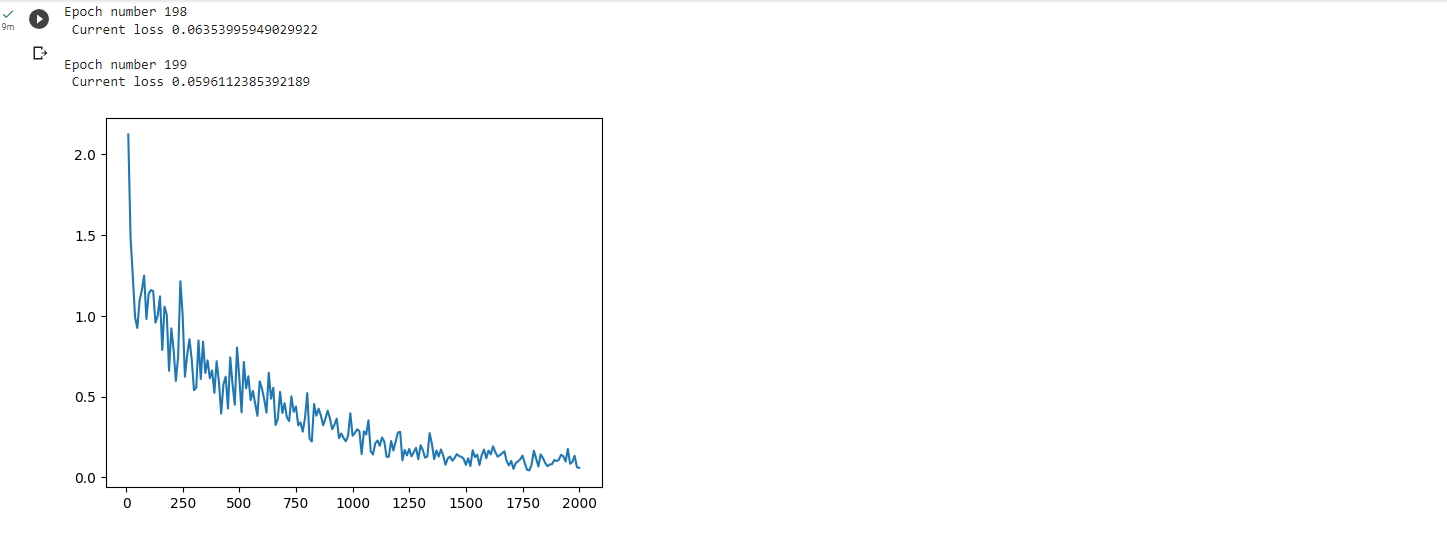 9m
Epoch number 198
Current loss 0.06353995949029922
Epoch number 199
Current loss 0.0596112385392189
2.0
1.5
1.0
0.5
0.0
0 250 500 750 1000 1250 1500 1750 2000